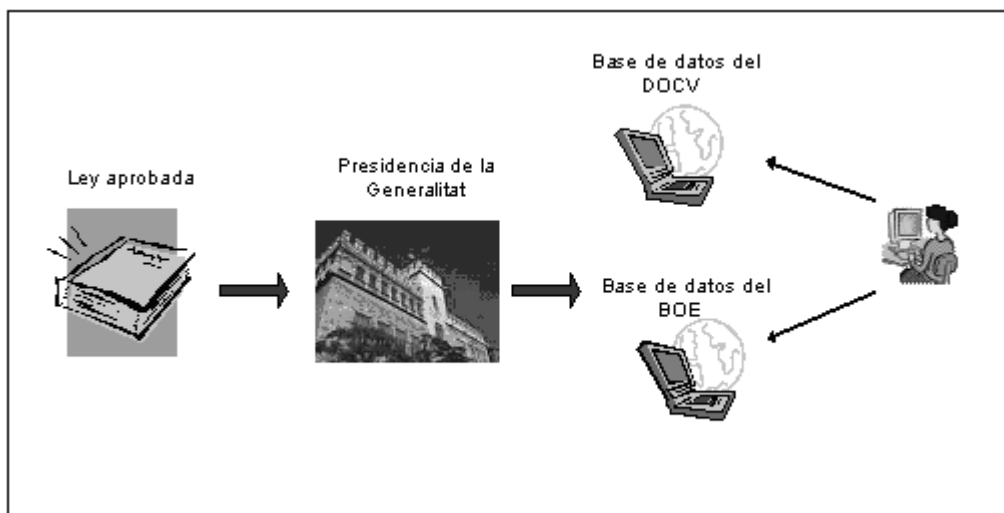 Ley aprobada
Presidencia de la
Generalitat
Base de datos del
DOCV
Base de datos del
BOE